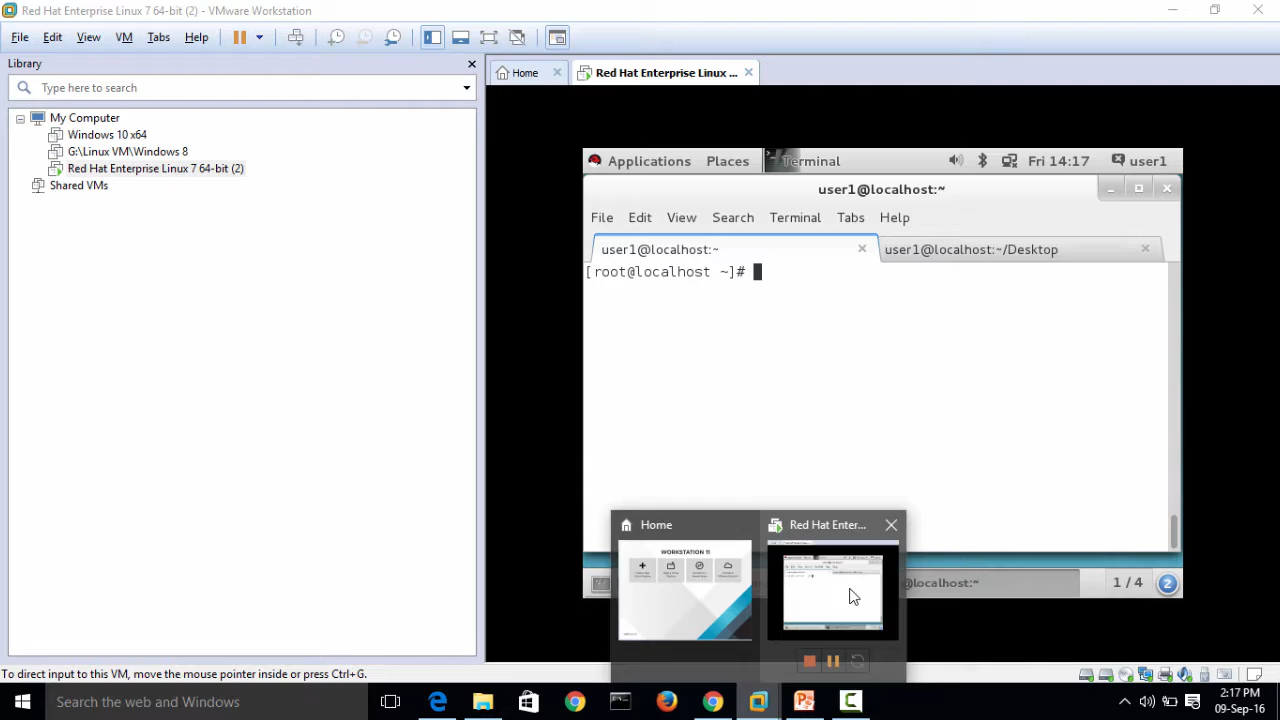 Red Hat Enterprise Linux 7 64-bit (2) - VMware Workstation
File Edit View VM Tabs Help
Library
Type here to search
My Computer
Windows 10 x64
G:\Linux VM\Windows 8
Red Hat Enterprise Linux 7 64-bit (2)
Shared VMs
Home
Red Hat Enterprise Linux ...
Applications Places Terminal Fri 14:17 user1
user1@localhost:~
File Edit View Search Terminal Tabs Help
user1@localhost:~
user1@localhost:~/Desktop
[root@localhost ~]#
Home
Red Hat Enter...
WORKSTATION 11
@localhost:~
1 / 4
2
To direct input to this VM, move the mouse pointer inside or press Ctrl+G.
Search the web and Windows
2:17 PM
09-Sep-16